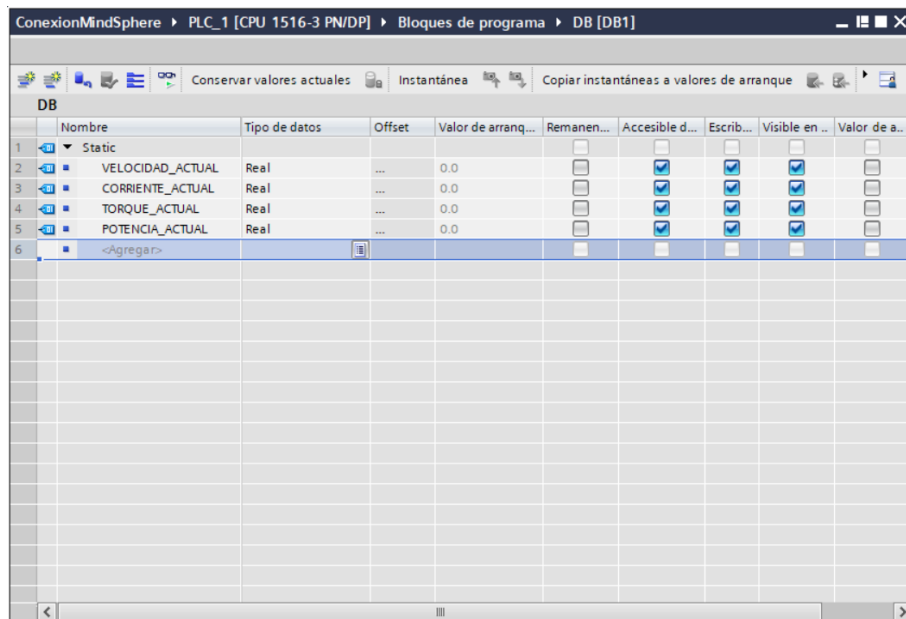 ConexionMindSphere ▸ PLC_1 [CPU 1516-3 PN/DP] ▸ Bloques de programa ▸ DB [DB1]
Conservar valores actuales Instantánea Copiar instantáneas a valores de arranque
DB
Nombre Tipo de datos Offset Valor de arranq... Remanen... Accesible d... Escrib... Visible en .. Valor de a..
1 Static
2 VELOCIDAD_ACTUAL Real ... 0.0
3 CORRIENTE_ACTUAL Real ... 0.0
4 TORQUE_ACTUAL Real ... 0.0
5 POTENCIA_ACTUAL Real ... 0.0
6 <Agregar>